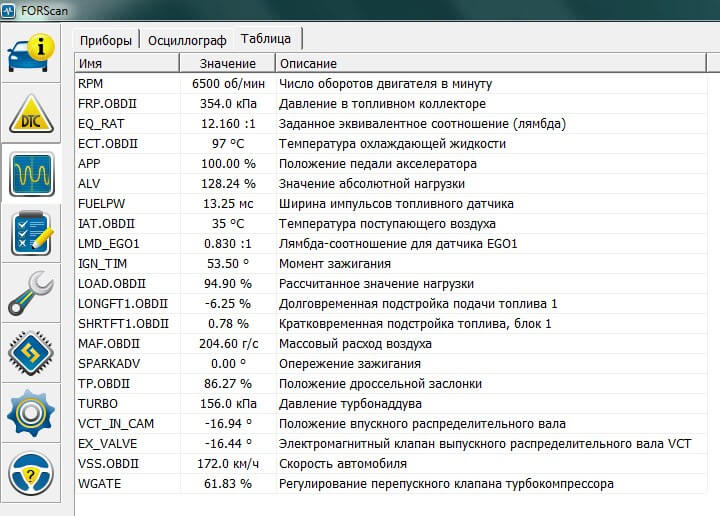 FORScan
Приборы Осциллограф Таблица
Имя Значение Описание
RPM 6500 об/мин Число оборотов двигателя в минуту
FRP.OBDII 354.0 кПа Давление в топливном коллекторе
EQ_RAT 12.160 :1 Заданное эквивалентное соотношение (лямбда)
ECT.OBDII 97 °C Температура охлаждающей жидкости
APP 100.00 % Положение педали акселератора
ALV 128.24 % Значение абсолютной нагрузки
FUELPW 13.25 мс Ширина импульсов топливного датчика
IAT.OBDII 35 °C Температура поступающего воздуха
LMD_EGO1 0.830 :1 Лямбда-соотношение для датчика EGO1
IGN_TIM 53.50 ° Момент зажигания
LOAD.OBDII 94.90 % Рассчитанное значение нагрузки
LONGFT1.OBDII -6.25 % Долговременная подстройка подачи топлива 1
SHRTFT1.OBDII 0.78 % Кратковременная подстройка топлива, блок 1
MAF.OBDII 204.60 г/с Массовый расход воздуха
SPARKADV 0.00 ° Опережение зажигания
TP.OBDII 86.27 % Положение дроссельной заслонки
TURBO 156.0 кПа Давление турбонаддува
VCT_IN_CAM -16.94 ° Положение впускного распределительного вала
EX_VALVE -16.44 ° Электромагнитный клапан выпускного распределительного вала VCT
VSS.OBDII 172.0 км/ч Скорость автомобиля
WGATE 61.83 % Регулирование перепускного клапана турбокомпрессора
i
DTC
?